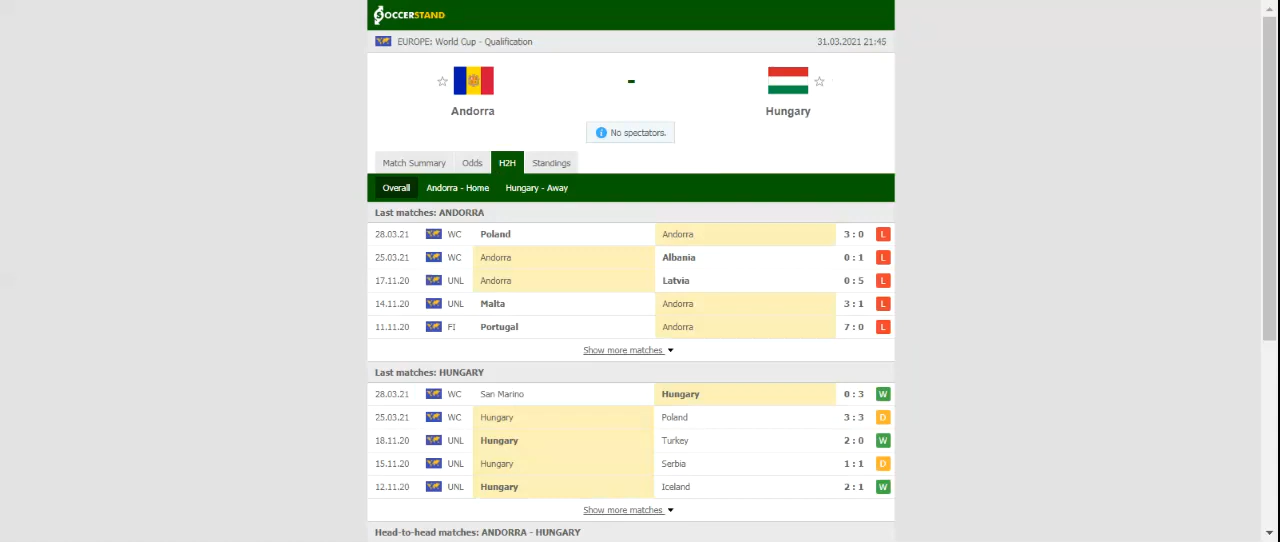 SOCCERSTAND
EUROPE: World Cup - Qualification 31.03.2021 21:45
-
Andorra Hungary
No spectators.
Match Summary Odds H2H Standings
Overall Andorra - Home Hungary - Away
Last matches: ANDORRA
28.03.21 WC Poland Andorra 3 : 0 L
25.03.21 WC Andorra Albania 0 : 1 L
17.11.20 UNL Andorra Latvia 0 : 5 L
14.11.20 UNL Malta Andorra 3 : 1 L
11.11.20 FI Portugal Andorra 7 : 0 L
Show more matches
Last matches: HUNGARY
28.03.21 WC San Marino Hungary 0 : 3 W
25.03.21 WC Hungary Poland 3 : 3 D
18.11.20 UNL Hungary Turkey 2 : 0 W
15.11.20 UNL Hungary Serbia 1 : 1 D
12.11.20 UNL Hungary Iceland 2 : 1 W
Show more matches
Head-to-head matches: ANDORRA - HUNGARY